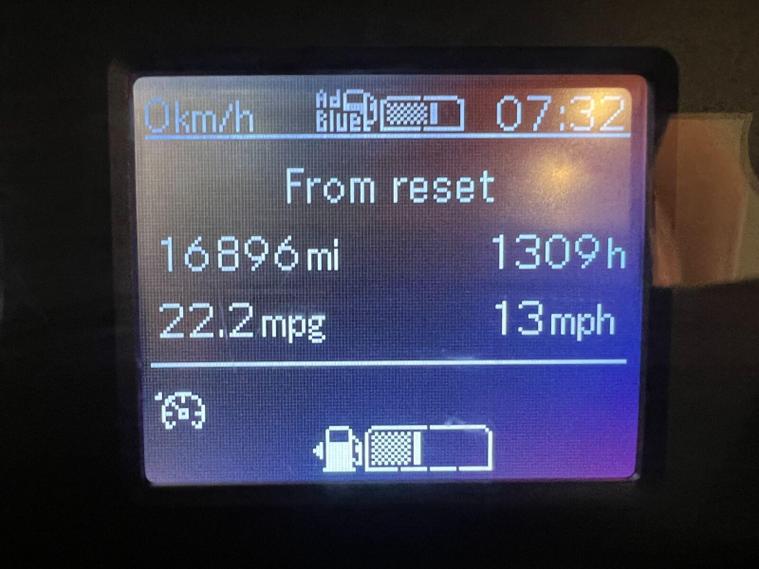 0km/h Ad Blue 07:32
From reset
16896mi 1309h
22.2mpg 13mph